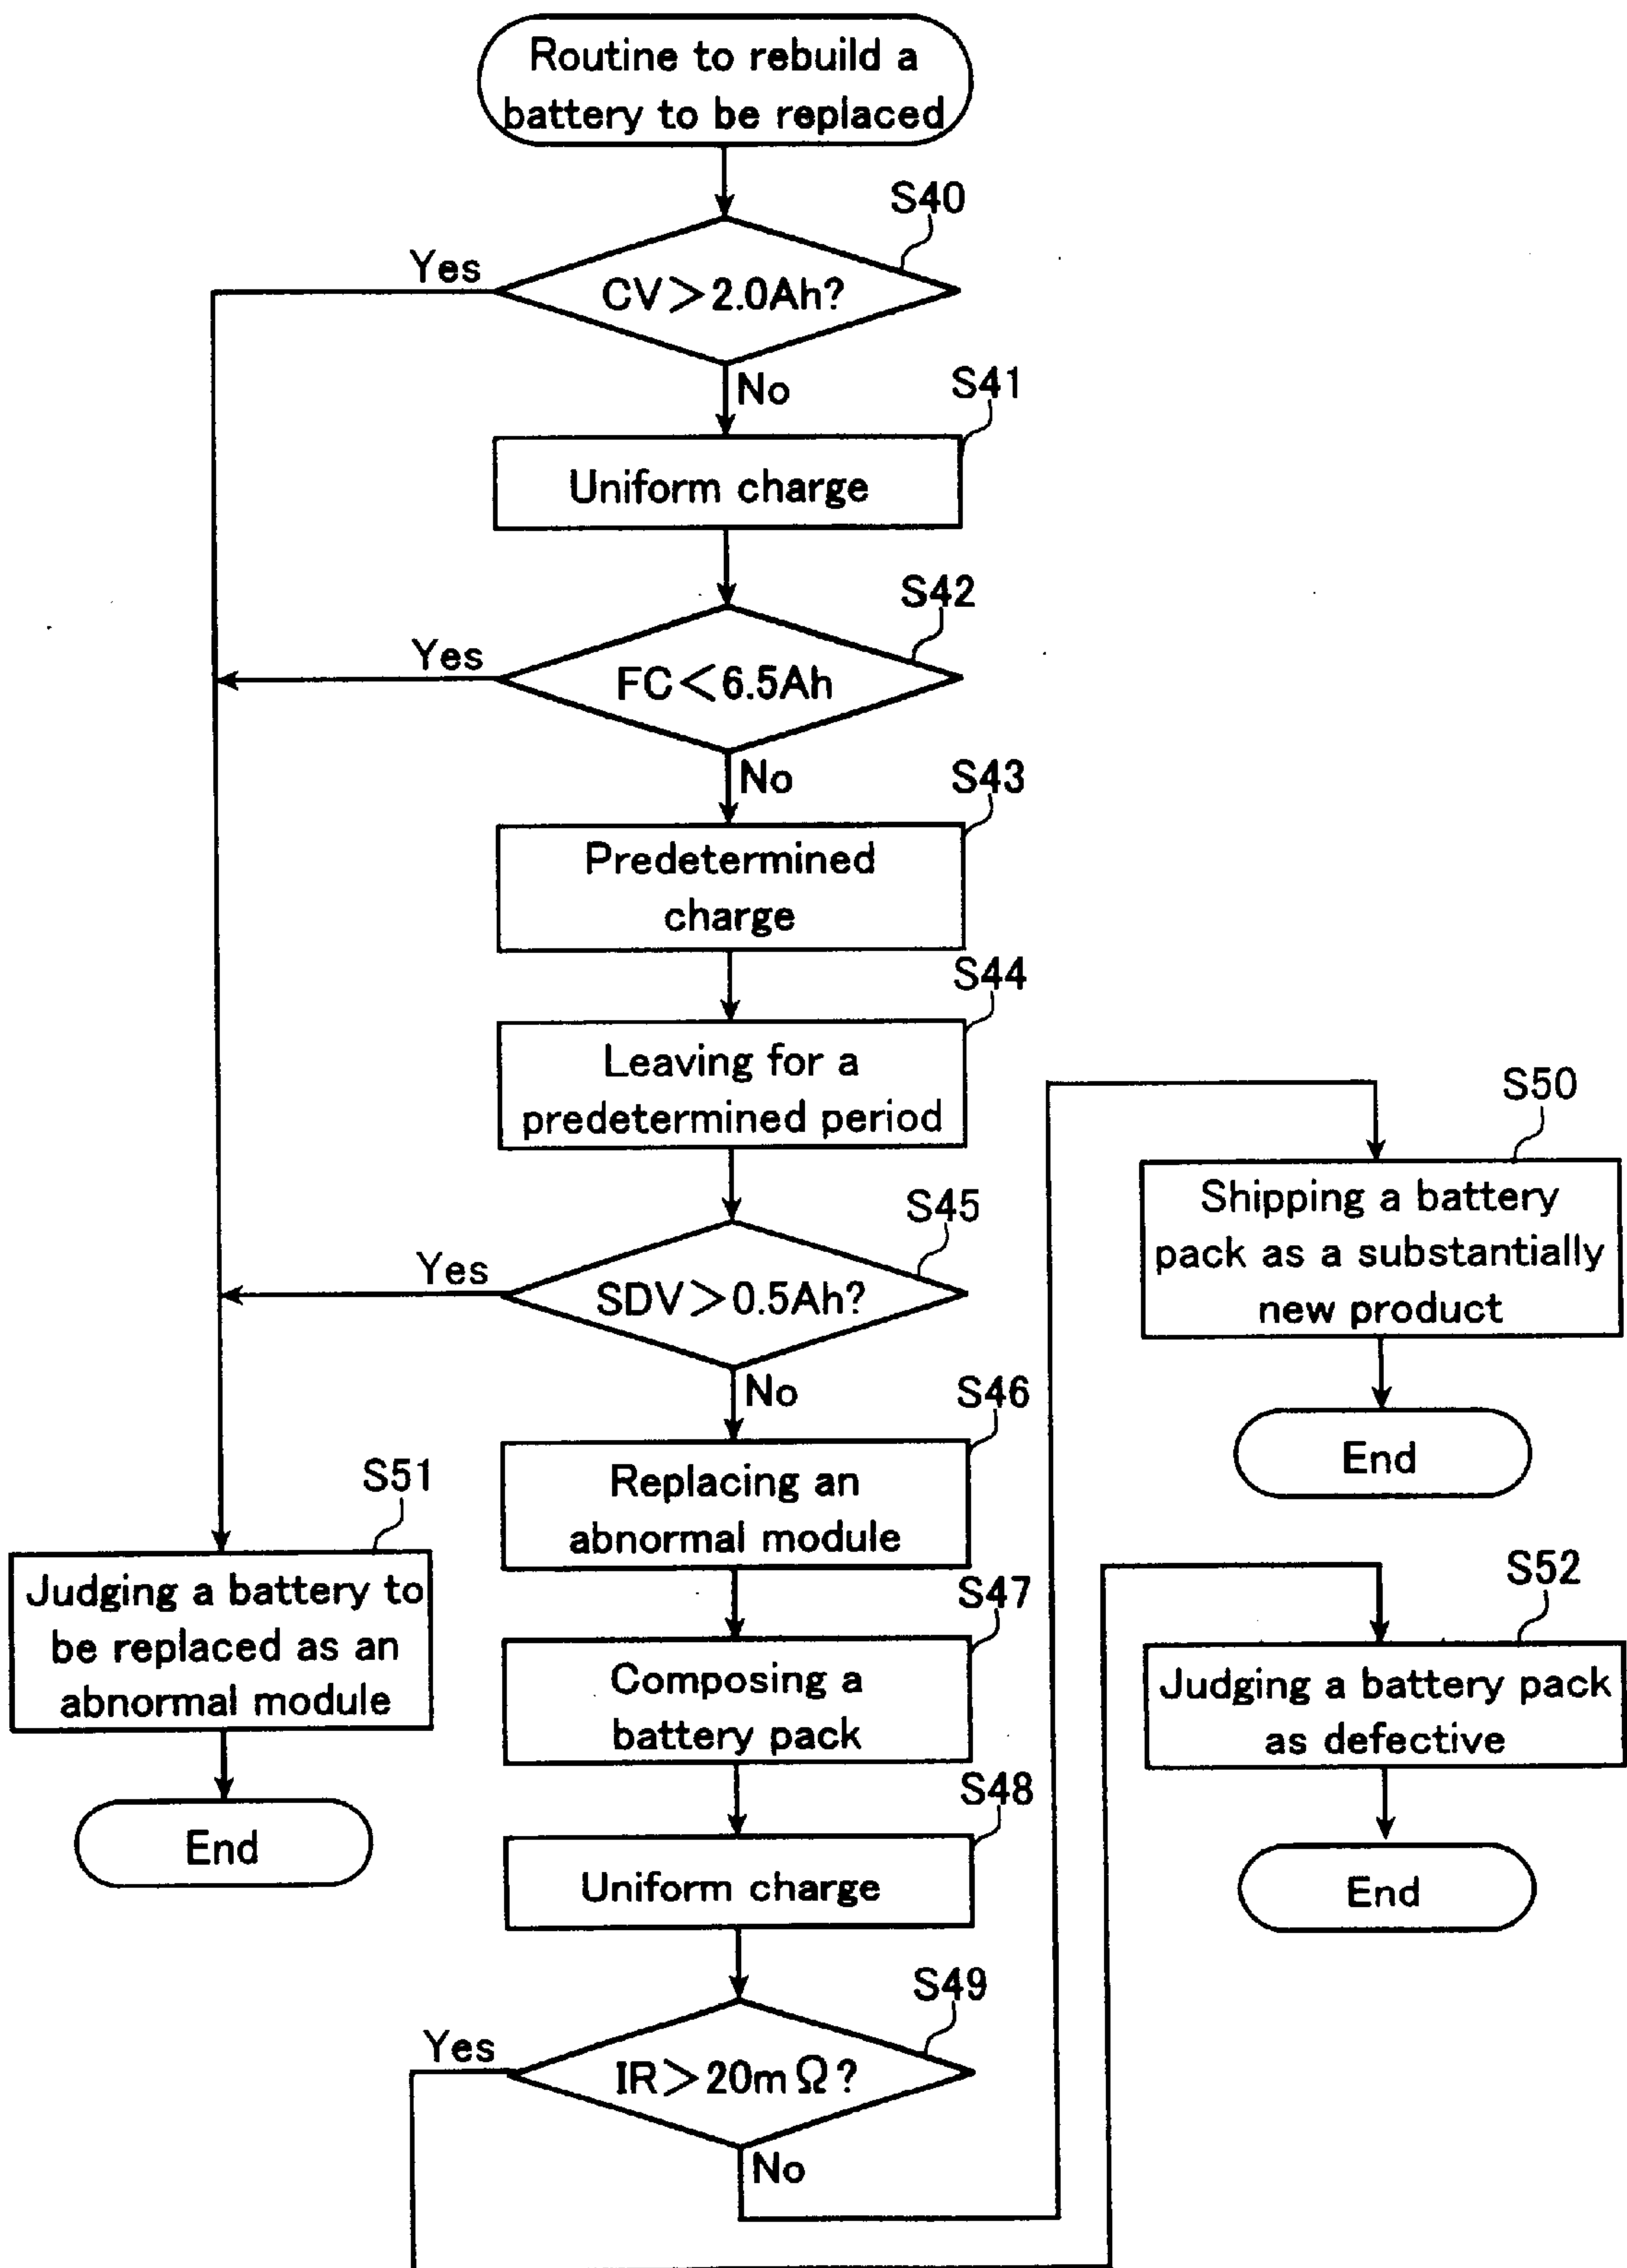 Routine to rebuild a
battery to be replaced
S40
Yes
CV>2.0Ah?
No
S41
Uniform charge
S42
Yes
FC<6.5Ah
No
S43
Predetermined
charge
S44
Leaving for a
predetermined period
S45
Yes
SDV>0.5Ah?
No
S46
Replacing an
abnormal module
S47
Composing a
battery pack
S48
Uniform charge
S49
Yes
IR>20mΩ?
No
S51
Judging a battery to
be replaced as an
abnormal module
End
S50
Shipping a battery
pack as a substantially
new product
End
S52
Judging a battery pack
as defective
End